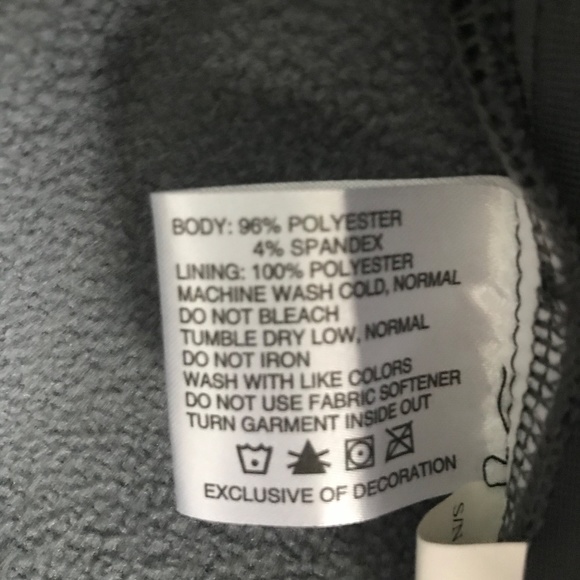 BODY: 96% POLYESTER
4% SPANDEX
LINING: 100% POLYESTER
MACHINE WASH COLD, NORMAL
DO NOT BLEACH
TUMBLE DRY LOW, NORMAL
DO NOT IRON
WASH WITH LIKE COLORS
DO NOT USE FABRIC SOFTENER
TURN GARMENT INSIDE OUT
EXCLUSIVE OF DECORATION